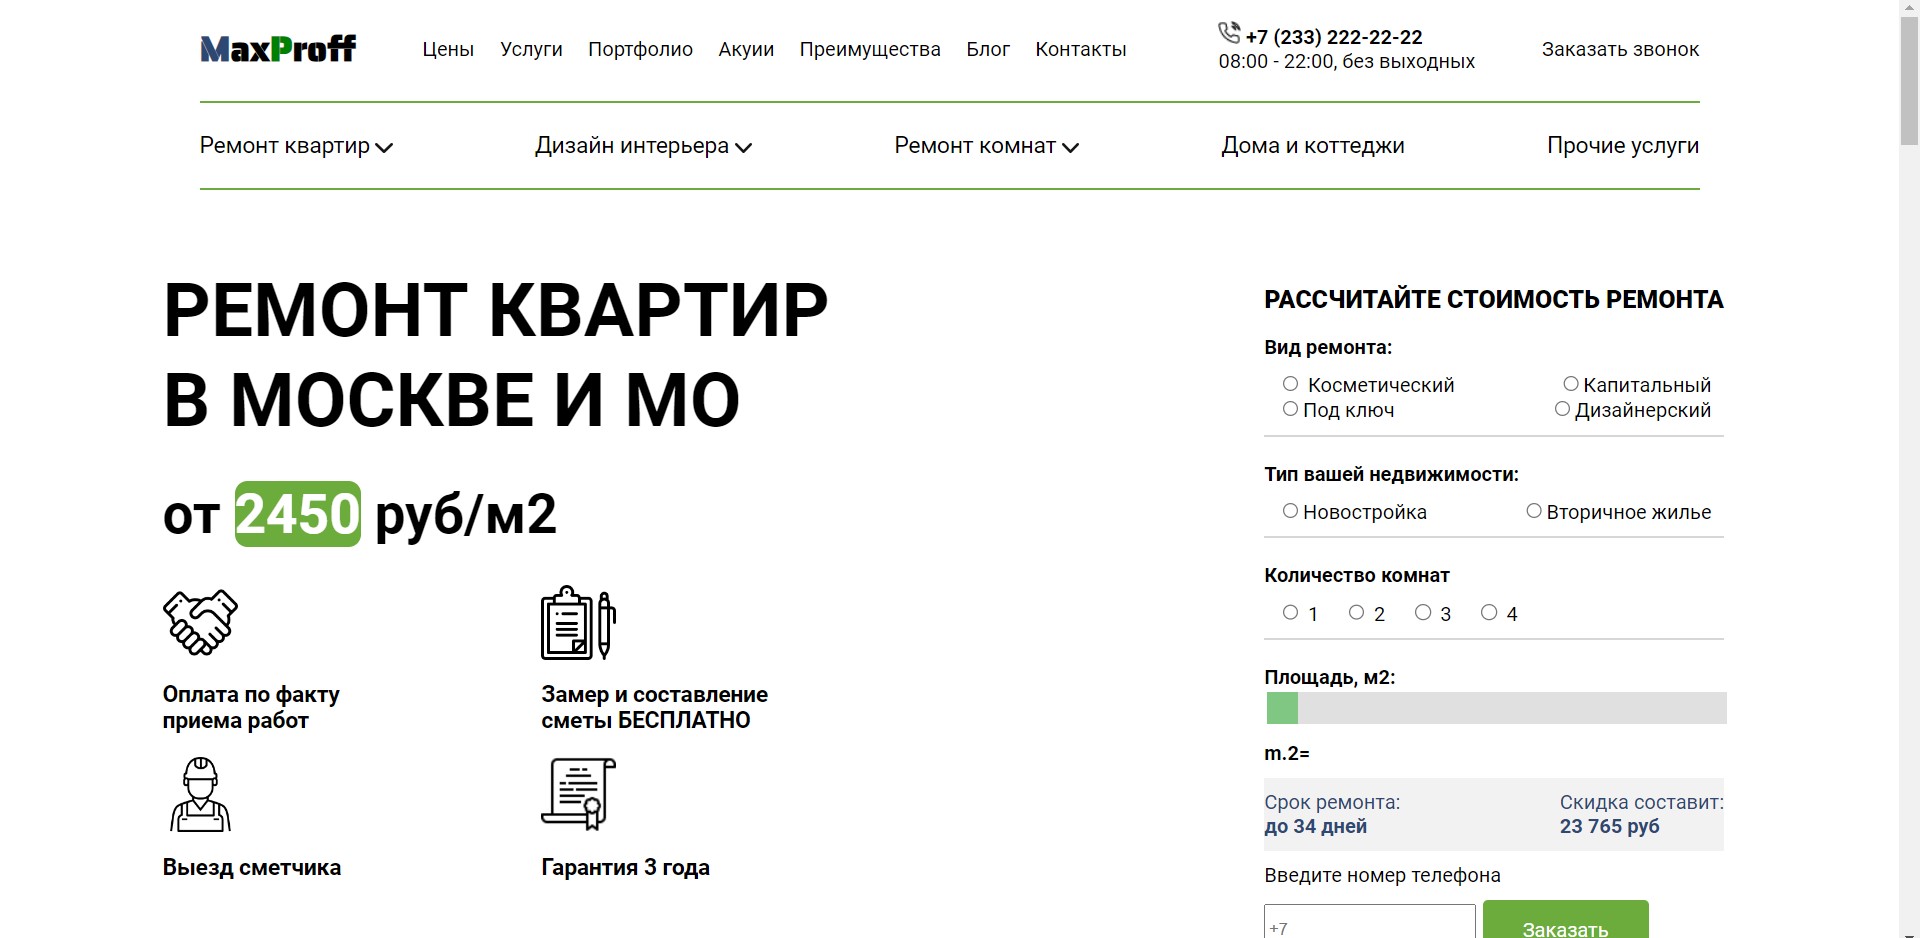 MaxProff
Цены Услуги Портфолио Акуии Преимущества Блог Контакты
+7 (233) 222-22-22
08:00 - 22:00, без выходных
Заказать звонок
Ремонт квартир Дизайн интерьера Ремонт комнат Дома и коттеджи Прочие услуги
РЕМОНТ КВАРТИР
В МОСКВЕ И МО
от 2450 руб/м2
Оплата по факту
приема работ
Замер и составление
сметы БЕСПЛАТНО
Выезд сметчика
Гарантия 3 года
РАССЧИТАЙТЕ СТОИМОСТЬ РЕМОНТА
Вид ремонта:
Косметический Капитальный
Под ключ Дизайнерский
Тип вашей недвижимости:
Новостройка Вторичное жилье
Количество комнат
1 2 3 4
Площадь, м2:
m.2=
Срок ремонта: Скидка составит:
до 34 дней 23 765 руб
Введите номер телефона
+7 Заказать